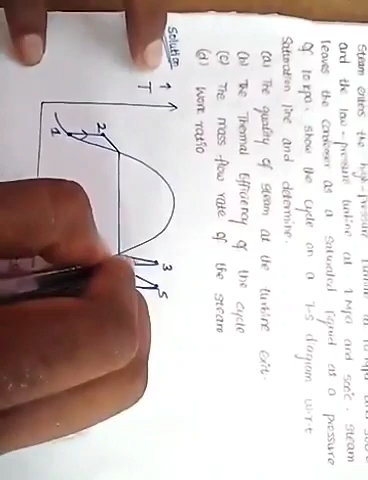 steam enters the high-pressure
and the low-pressure turbine at 1 MPa and 500°c. steam
leaves the condenser as a saturated liquid at a pressure
of 10 kpa. show the cycle on a T-S diagram w.r.t
Saturation line and determine.
(a) The quality of steam at the turbine exit.
(b) The Thermal Efficiency of the cycle
(c) The mass-flow rate of the steam
(d) work ratio
Solution
T
1
2
3
5